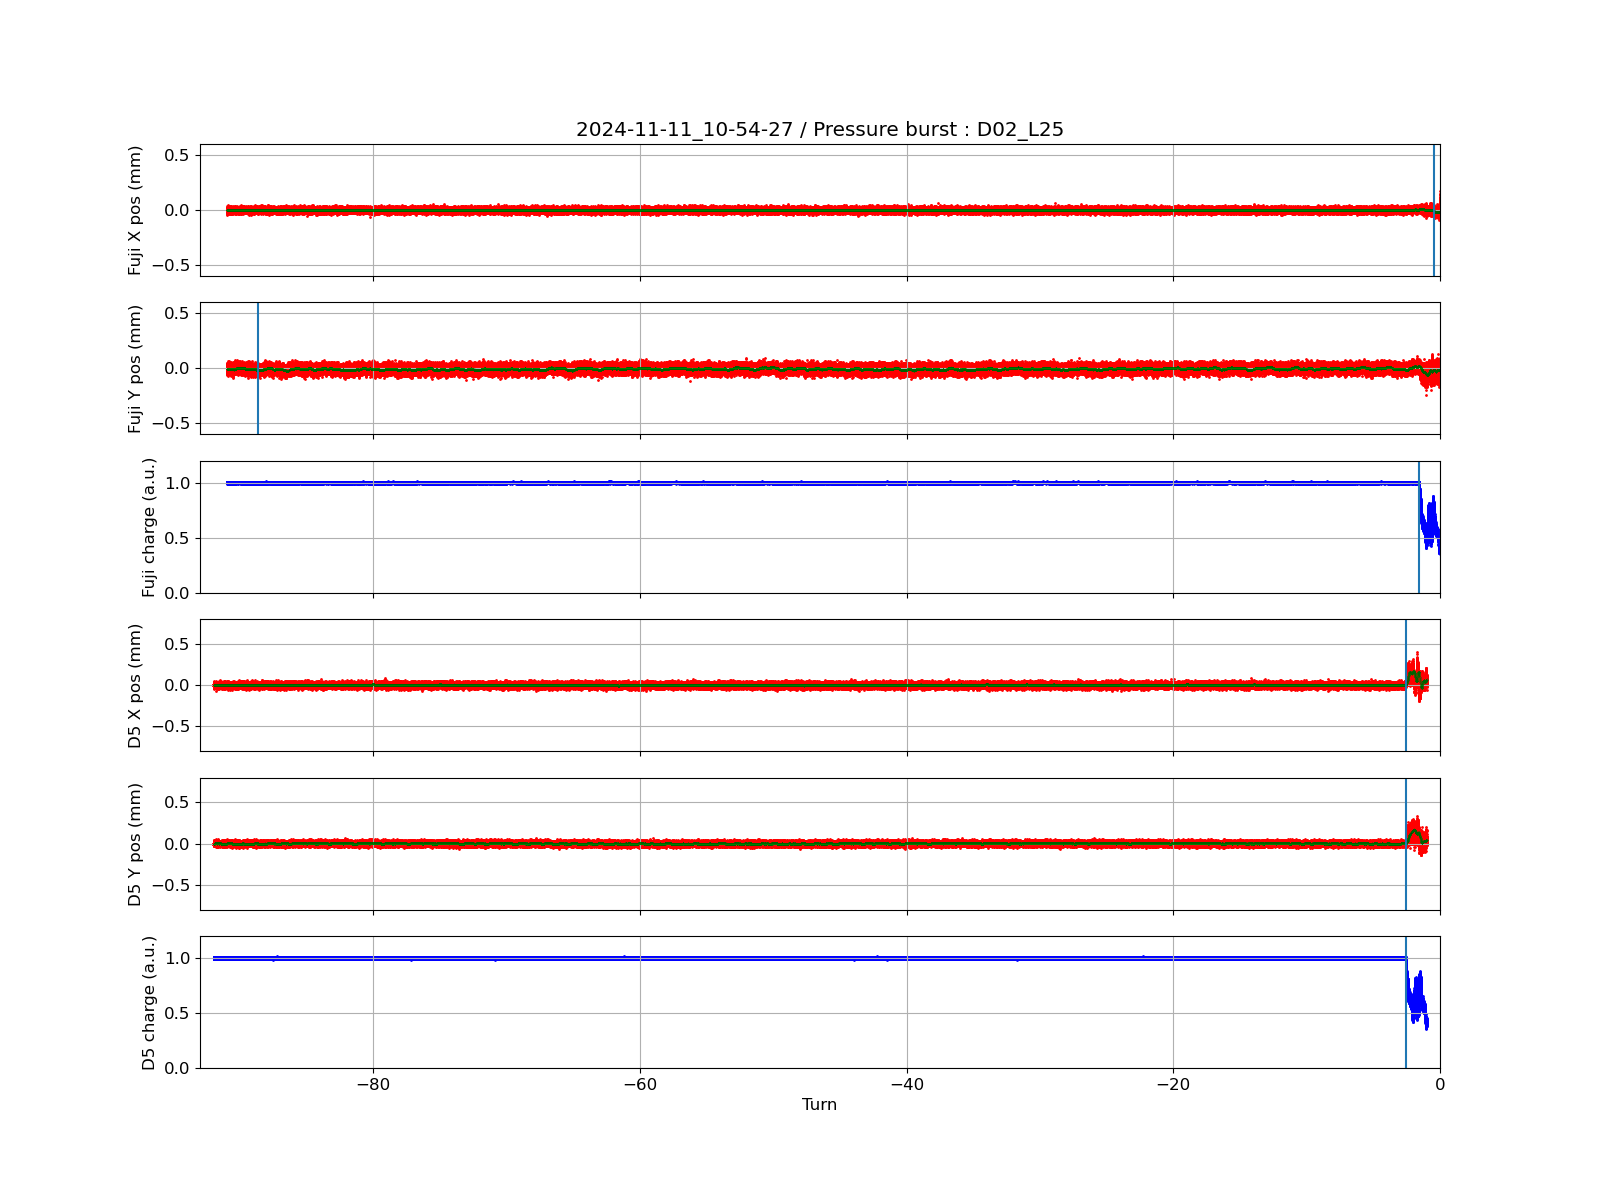 2024-11-11_10-54-27 / Pressure burst : D02_L25
Fuji X pos (mm)
0.5
0.0
−0.5
Fuji Y pos (mm)
0.5
0.0
−0.5
Fuji charge (a.u.)
1.0
0.5
0.0
D5 X pos (mm)
0.5
0.0
−0.5
D5 Y pos (mm)
0.5
0.0
−0.5
D5 charge (a.u.)
1.0
0.5
0.0
−80 −60 −40 −20 0
Turn